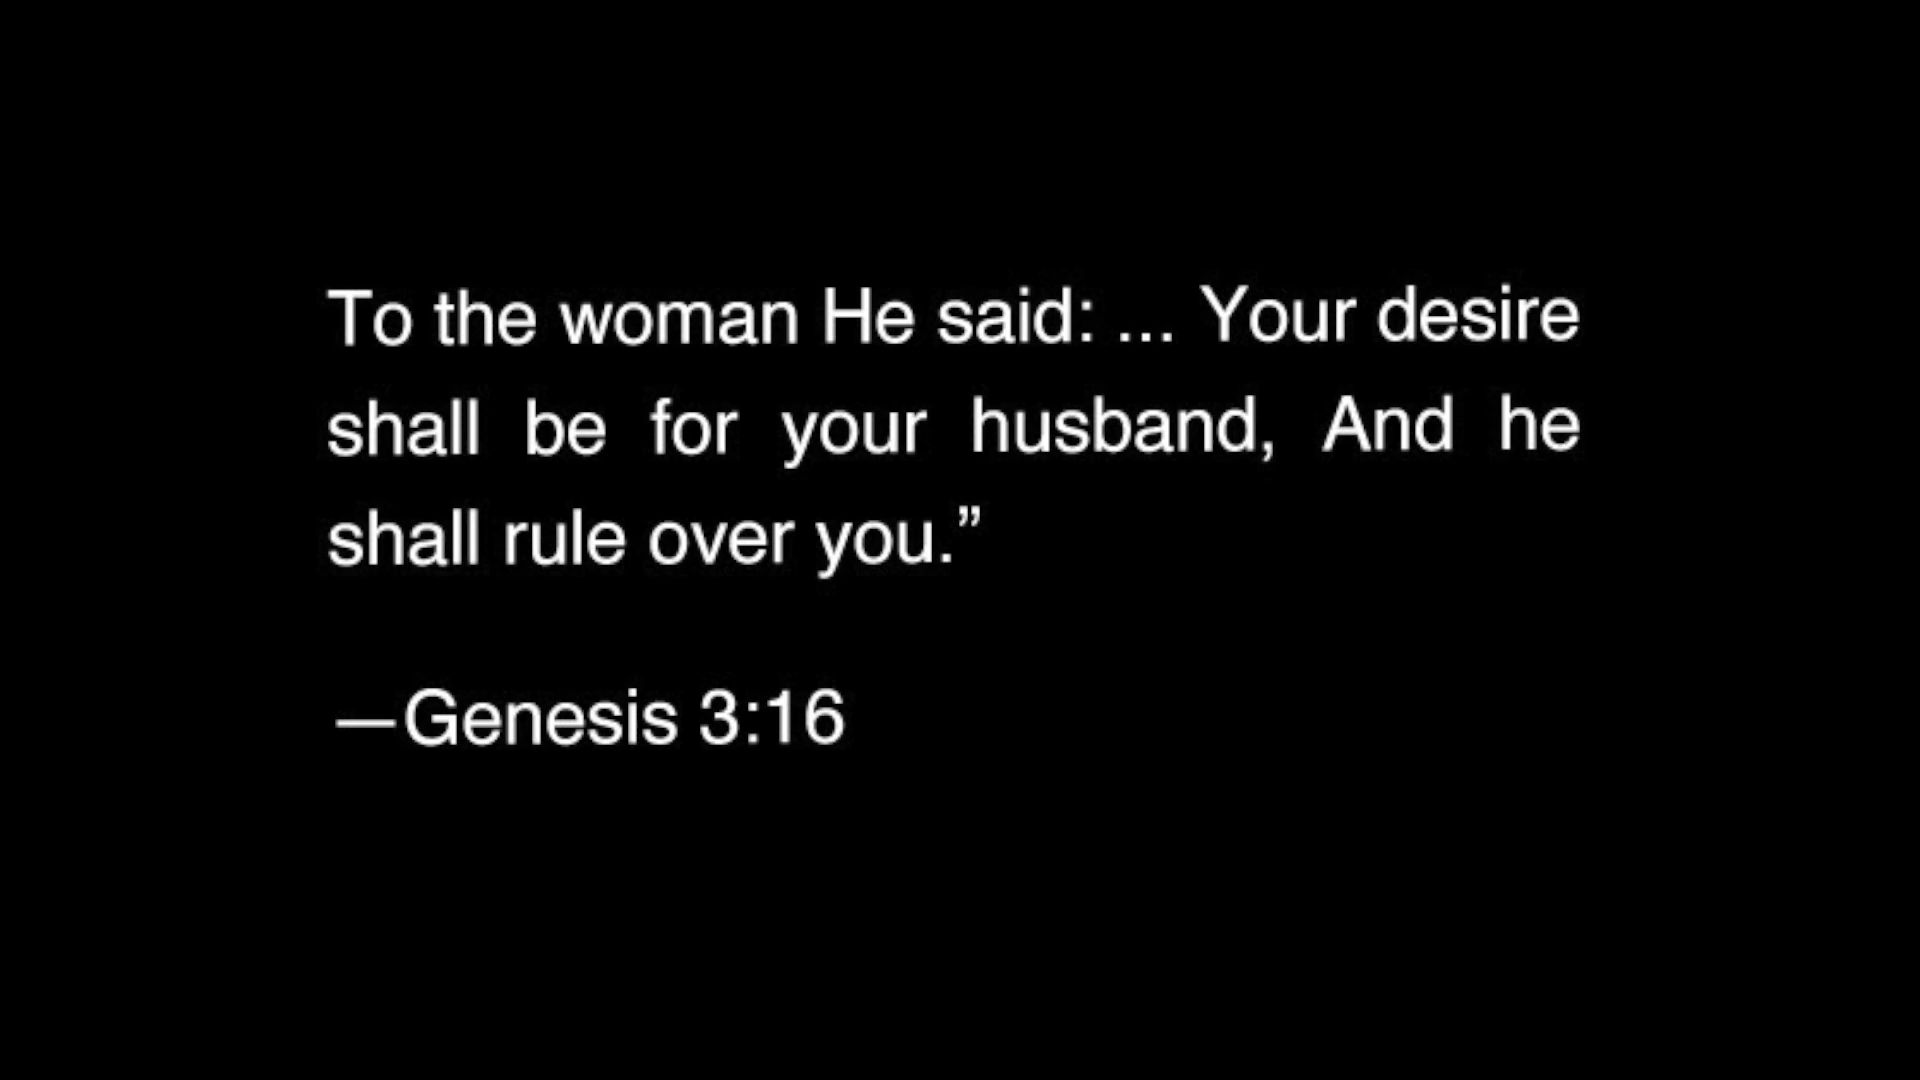 To the woman He said: ... Your desire
shall be for your husband, And he
shall rule over you.”
—Genesis 3:16